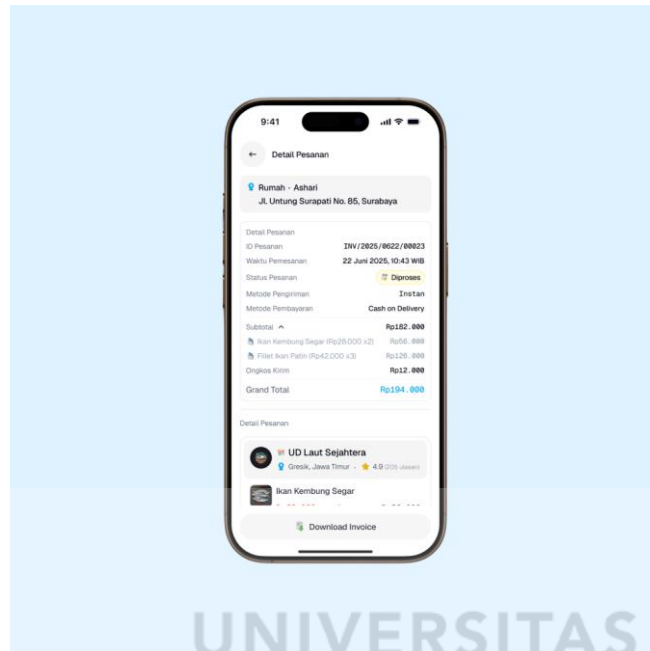 9:41
Detail Pesanan
Rumah - Ashari
Jl. Untung Surapati No. 85, Surabaya
Detail Pesanan
ID Pesanan INV/2025/0622/00023
Waktu Pemesanan 22 Juni 2025, 10:43 WIB
Status Pesanan Diproses
Metode Pengiriman Instan
Metode Pembayaran Cash on Delivery
Subtotal Rp182.000
Ikan Kembung Segar (Rp28.000 x2) Rp56.000
Fillet Ikan Patin (Rp42.000 x3) Rp126.000
Ongkos Kirim Rp12.000
Grand Total Rp194.000
Detail Pesanan
UD Laut Sejahtera
Gresik, Jawa Timur - 4.9 (205 ulasan)
Ikan Kembung Segar
Download Invoice
UNIVERSITAS